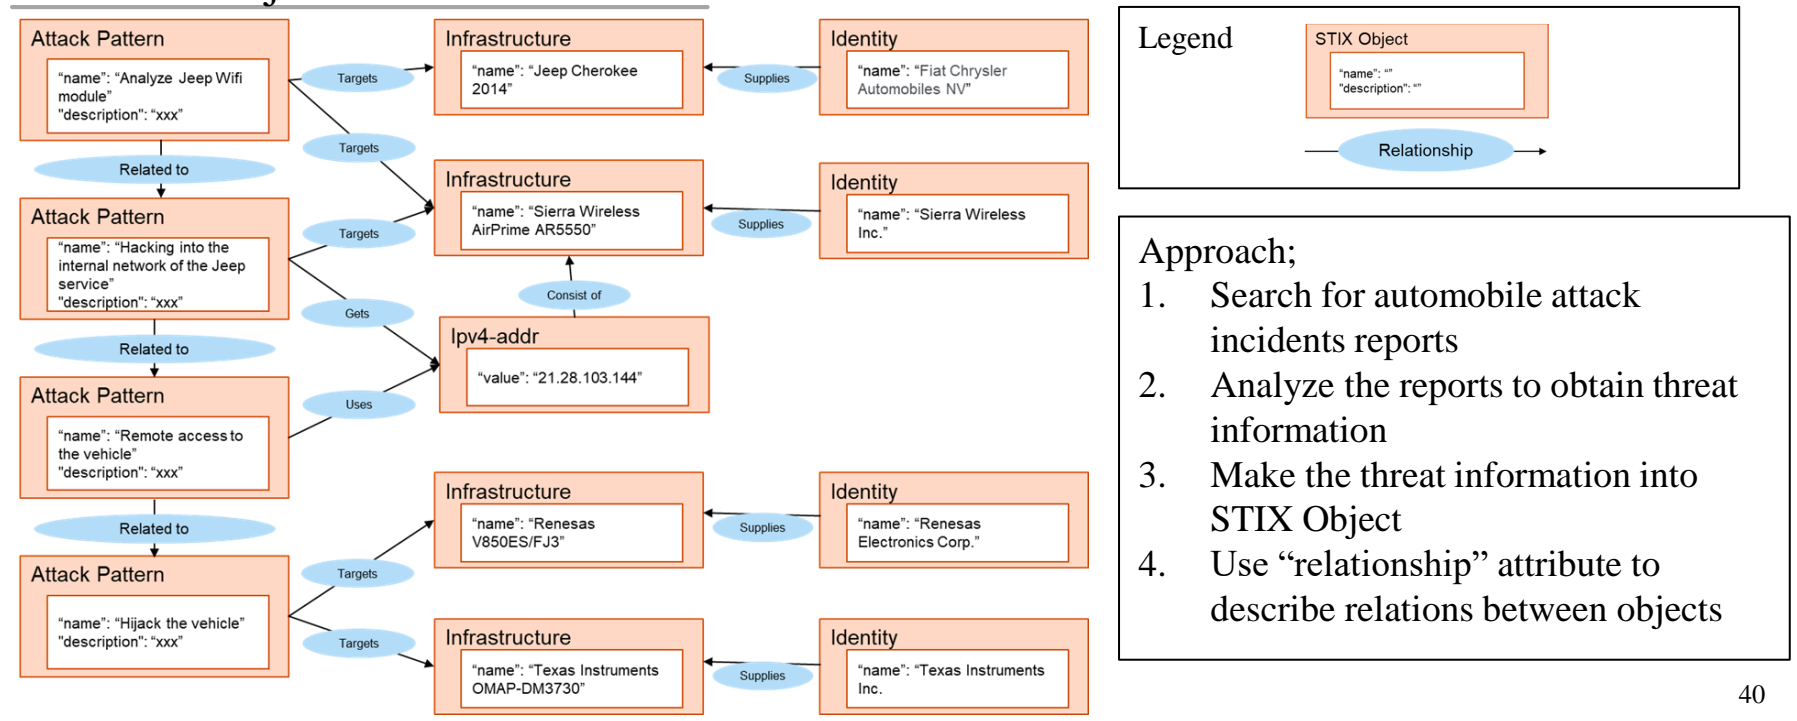 Attack Pattern
"name": “Analyze Jeep Wifi
module”
"description": “xxx”
Targets
Infrastructure
“name”: “Jeep Cherokee
2014”
Supplies
Identity
“name”: “Fiat Chrysler
Automobiles NV”
Targets
Related to
Attack Pattern
“name”: “Hacking into the
internal network of the Jeep
service”
"description": “xxx”
Targets
Infrastructure
“name”: “Sierra Wireless
AirPrime AR5550”
Supplies
Identity
“name”: “Sierra Wireless
Inc.”
Gets
Consist of
Ipv4-addr
“value”: “21.28.103.144”
Related to
Attack Pattern
“name”: “Remote access to
the vehicle”
"description": “xxx”
Uses
Related to
Attack Pattern
“name”: “Hijack the vehicle”
"description": “xxx”
Targets
Infrastructure
“name”: “Renesas
V850ES/FJ3”
Supplies
Identity
“name”: “Renesas
Electronics Corp.”
Targets
Infrastructure
“name”: “Texas Instruments
OMAP-DM3730”
Supplies
Identity
“name”: “Texas Instruments
Inc.
Legend
STIX Object
“name”: “”
"description": “”
Relationship
Approach;
1. Search for automobile attack
incidents reports
2. Analyze the reports to obtain threat
information
3. Make the threat information into
STIX Object
4. Use “relationship” attribute to
describe relations between objects
40